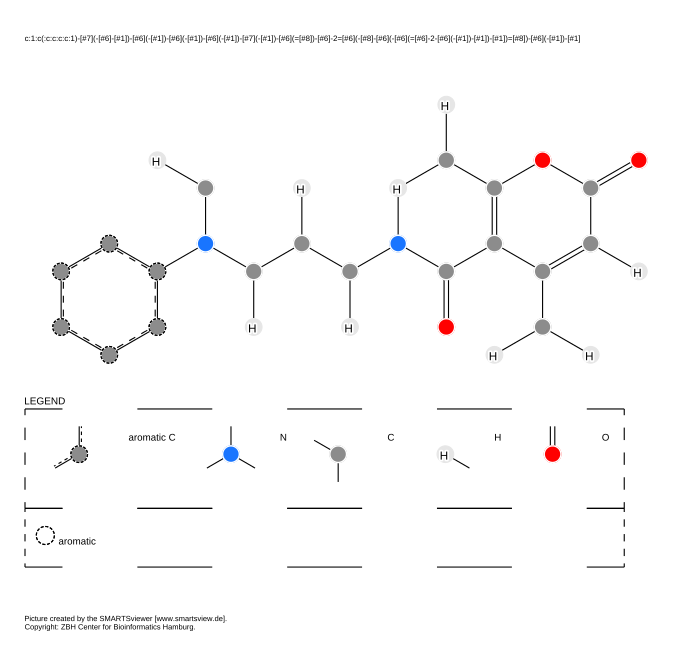 c:1:c(:c:c:c:c:1)-[#7](-[#6]-[#1])-[#6](-[#1])-[#6](-[#1])-[#6](-[#1])-[#7](-[#1])-[#6](=[#8])-[#6]-2=[#6](-[#8]-[#6](-[#6](=[#6]-2-[#6](-[#1])-[#1])-[#1])=[#8])-[#6](-[#1])-[#1]
H
H
H
H
H
H
H
H
H
LEGEND
aromatic C
N
C
H
H
O
aromatic
Picture created by the SMARTSviewer [www.smartsview.de].
Copyright: ZBH Center for Bioinformatics Hamburg.